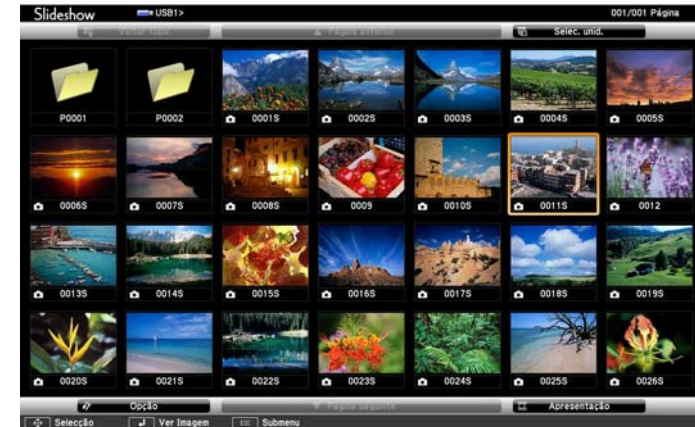 Slideshow USB1> 001/001 Página
Voltar topo Página anterior Selec. unid.
P0001 P0002 0001S 0002S 0003S 0004S 0005S
0006S 0007S 0008S 0009 0010S 0011S 0012
0013S 0014S 0015S 0016S 0017S 0018S 0019S
0020S 0021S 0022S 0023S 0024S 0025S 0026S
Opção Página seguinte Apresentação
Selecção Ver Imagem Submenu